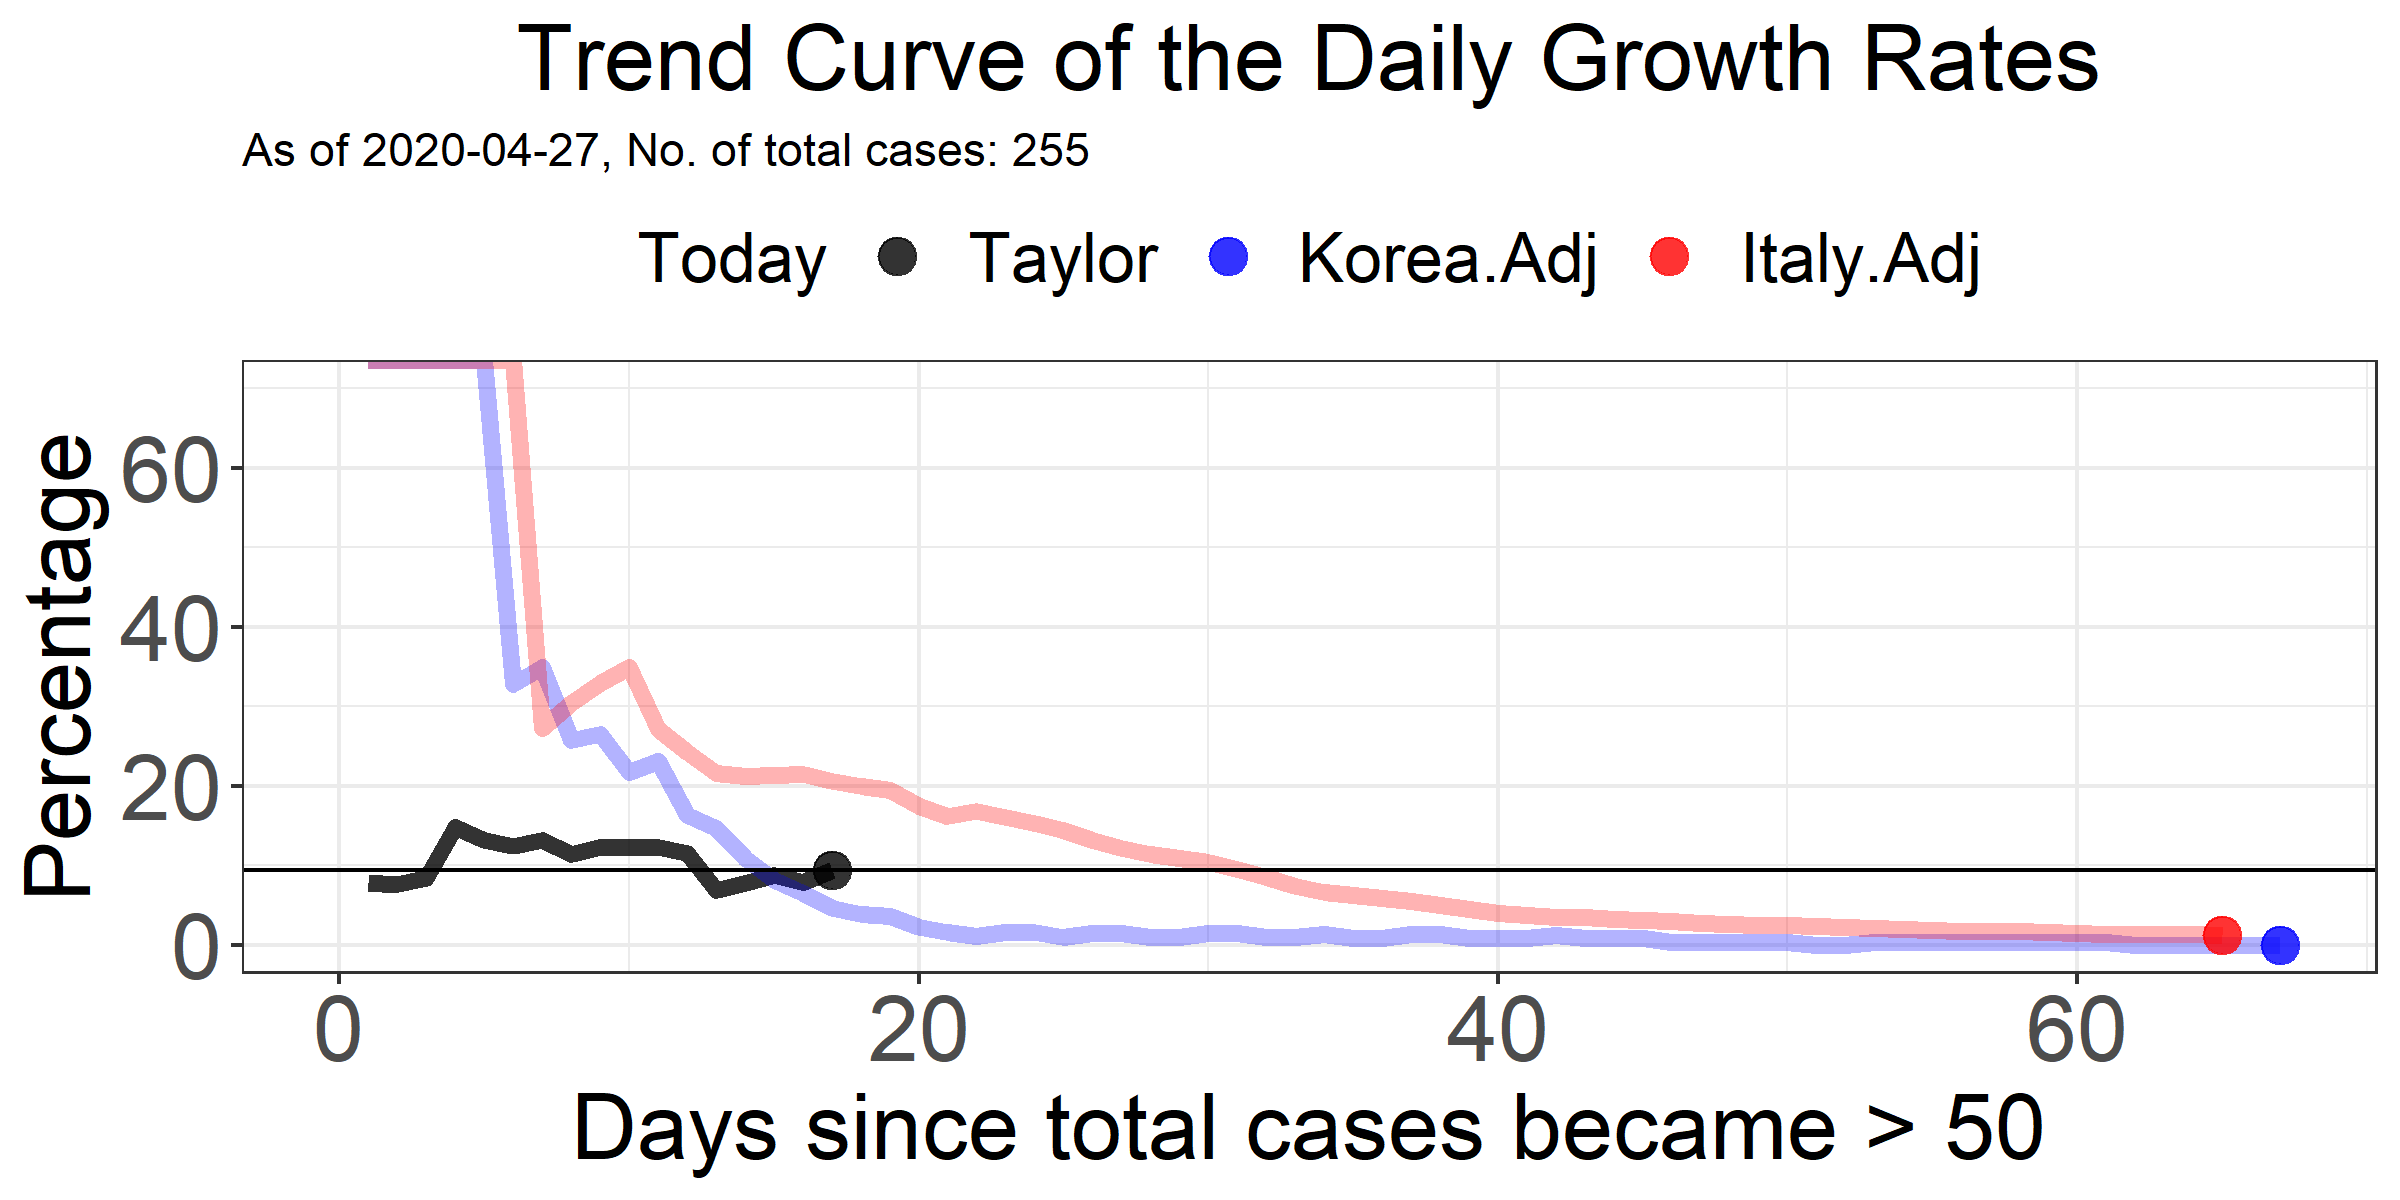 Trend Curve of the Daily Growth Rates
As of 2020-04-27, No. of total cases: 255
Today Taylor Korea.Adj Italy.Adj
Percentage
60
40
20
0
0 20 40 60
Days since total cases became > 50